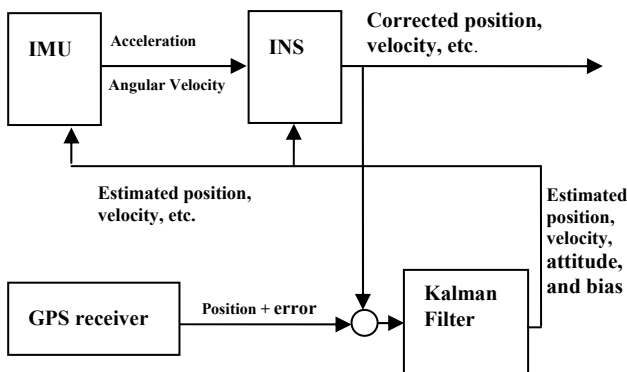 IMU
Acceleration
Angular Velocity
INS
Corrected position,
velocity, etc.
Estimated position,
velocity, etc.
Estimated
position,
velocity,
attitude,
and bias
GPS receiver
Position + error
Kalman
Filter